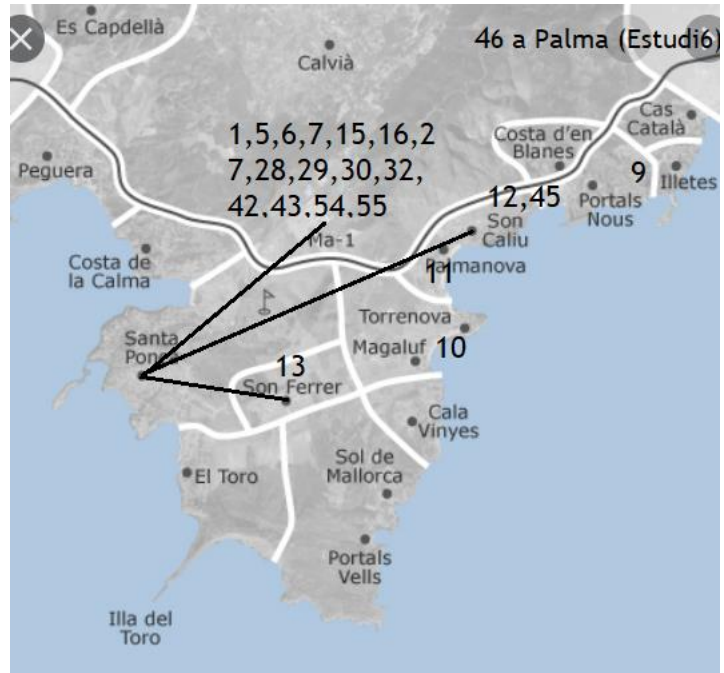 Es Capdellà
46 a Palma (Estudi6)
Calvià
Cas
Català
1,5,6,7,15,16,2
7,28,29,30,32,
42,43,54,55
Costa d'en
Blanes
Peguera
9
Illetes
12,45
Portals
Nous
Son
Caliu
Ma-1
Costa de
la Calma
Palmanova
11
Torrenova
Santa
Ponça
Magaluf
10
13
Son Ferrer
Cala
Vinyes
El Toro
Sol de
Mallorca
Portals
Vells
Illa del
Toro